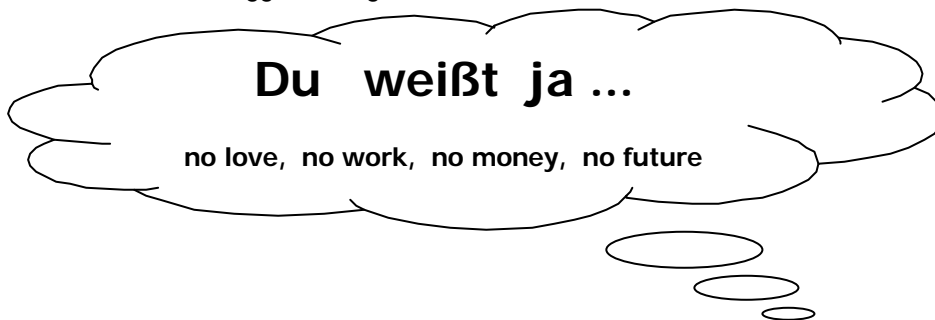 Du weißt ja ...
no love, no work, no money, no future